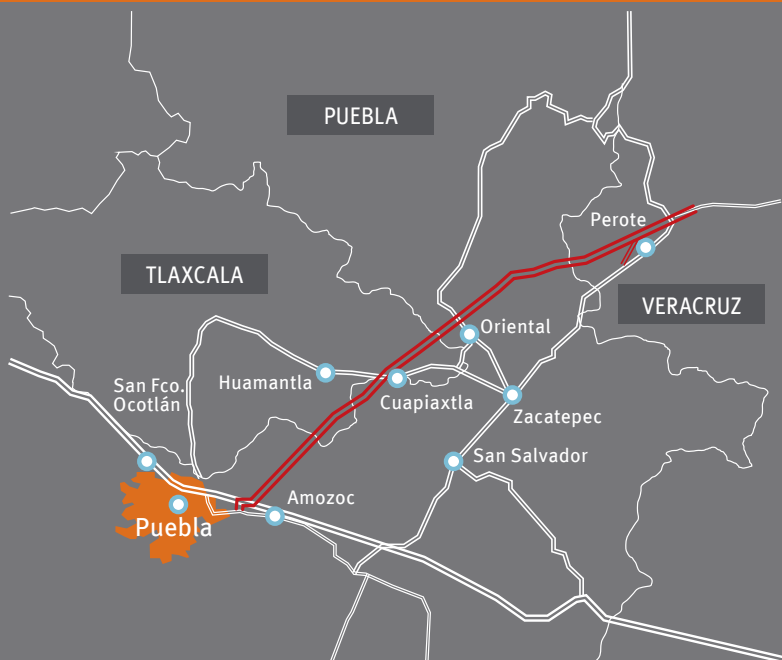 PUEBLA
Perote
TLAXCALA
VERACRUZ
Oriental
San Fco.
Ocotlán
Huamantla
Cuapiaxtla
Zacatepec
San Salvador
Amozoc
Puebla